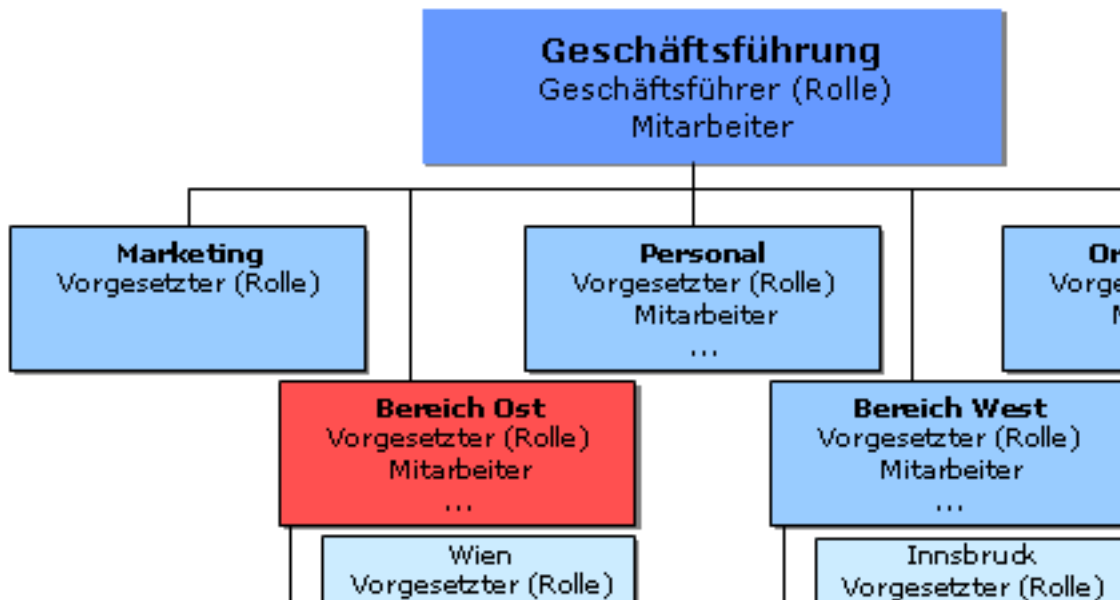 Geschäftsführung
Geschäftsführer (Rolle)
Mitarbeiter
Marketing
Vorgesetzter (Rolle)
Personal
Vorgesetzter (Rolle)
Mitarbeiter
...
Bereich Ost
Vorgesetzter (Rolle)
Mitarbeiter
...
Bereich West
Vorgesetzter (Rolle)
Mitarbeiter
...
Wien
Vorgesetzter (Rolle)
Innsbruck
Vorgesetzter (Rolle)